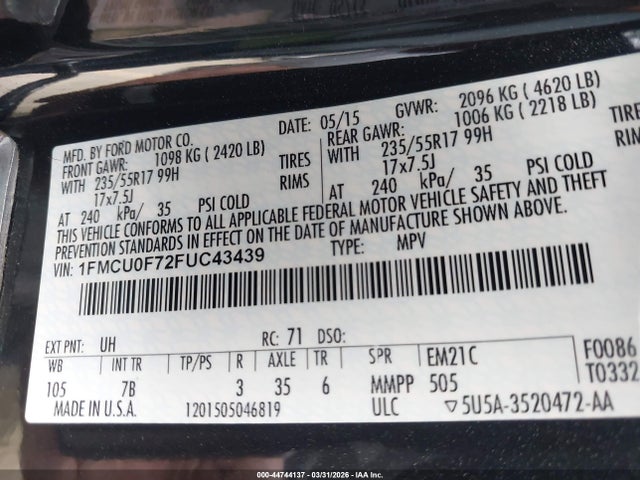 MFD. BY FORD MOTOR CO. DATE: 05/15 GVWR: 2096 KG ( 4620 LB)
FRONT GAWR: 1098 KG ( 2420 LB) REAR GAWR: 1006 KG ( 2218 LB)
WITH 235/55R17 99H TIRES WITH 235/55R17 99H TIRE
17x7.5J RIMS 17x7.5J RIM
AT 240 kPa/ 35 PSI COLD AT 240 kPa/ 35 PSI COLD
THIS VEHICLE CONFORMS TO ALL APPLICABLE FEDERAL MOTOR VEHICLE SAFETY AND THEFT
PREVENTION STANDARDS IN EFFECT ON THE DATE OF MANUFACTURE SHOWN ABOVE.
VIN: 1FMCU0F72FUC43439 TYPE: MPV
EXT PNT: UH RC: 71 DSO:
WB INT TR TP/PS R AXLE TR SPR EM21C F0086
105 7B 3 35 6 MMPP 505 T0332
MADE IN U.S.A. 1201505046819 ULC ▽5U5A-3520472-AA
000-44744137 - 03/31/2026 - IAA Inc.